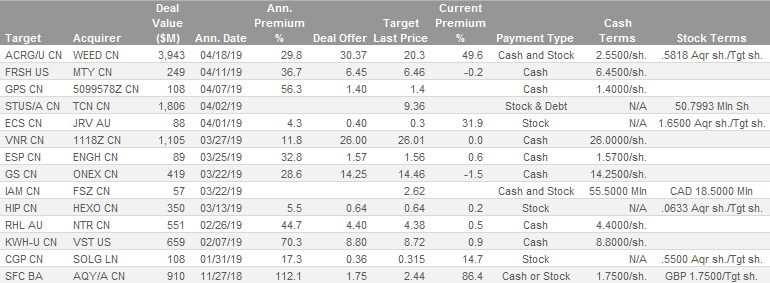 Target Acquirer Deal Value ($M) Ann. Date Ann. Premium % Deal Offer Target Last Price Current Premium % Payment Type Cash Terms Stock Terms
ACRG/U CN WEED CN 3,943 04/18/19 29.8 30.37 20.3 49.6 Cash and Stock 2.5500/sh. .5818 Aqr sh./Tgt sh.
FRSH US MTY CN 249 04/11/19 36.7 6.45 6.46 -0.2 Cash 6.4500/sh.
GPS CN 5099578Z CN 108 04/07/19 56.3 1.40 1.4 Cash 1.4000/sh.
STUS/A CN TCN CN 1,806 04/02/19 9.36 Stock & Debt N/A 50.7993 Mln Sh
ECS CN JRV AU 88 04/01/19 4.3 0.40 0.3 31.9 Stock N/A 1.6500 Aqr sh./Tgt sh.
VNR CN 1118Z CN 1,105 03/27/19 11.8 26.00 26.01 0.0 Cash 26.0000/sh.
ESP CN ENGH CN 89 03/25/19 32.8 1.57 1.56 0.6 Cash 1.5700/sh.
GS CN ONEX CN 419 03/22/19 28.6 14.25 14.46 -1.5 Cash 14.2500/sh.
IAM CN FSZ CN 57 03/22/19 2.62 Cash and Stock 55.5000 Mln CAD 18.5000 Mln
HIP CN HEXO CN 350 03/13/19 5.5 0.64 0.64 0.2 Stock N/A .0633 Aqr sh./Tgt sh.
RHL AU NTR CN 551 02/26/19 44.7 4.40 4.38 0.5 Cash 4.4000/sh.
KWH-U CN VST US 659 02/07/19 70.3 8.80 8.72 0.9 Cash 8.8000/sh.
CGP CN SOLG LN 108 01/31/19 17.3 0.36 0.315 14.7 Stock N/A .5500 Aqr sh./Tgt sh.
SFC BA AQY/A CN 910 11/27/18 112.1 1.75 2.44 86.4 Cash or Stock 1.7500/sh. GBP 1.7500/Tgt sh.